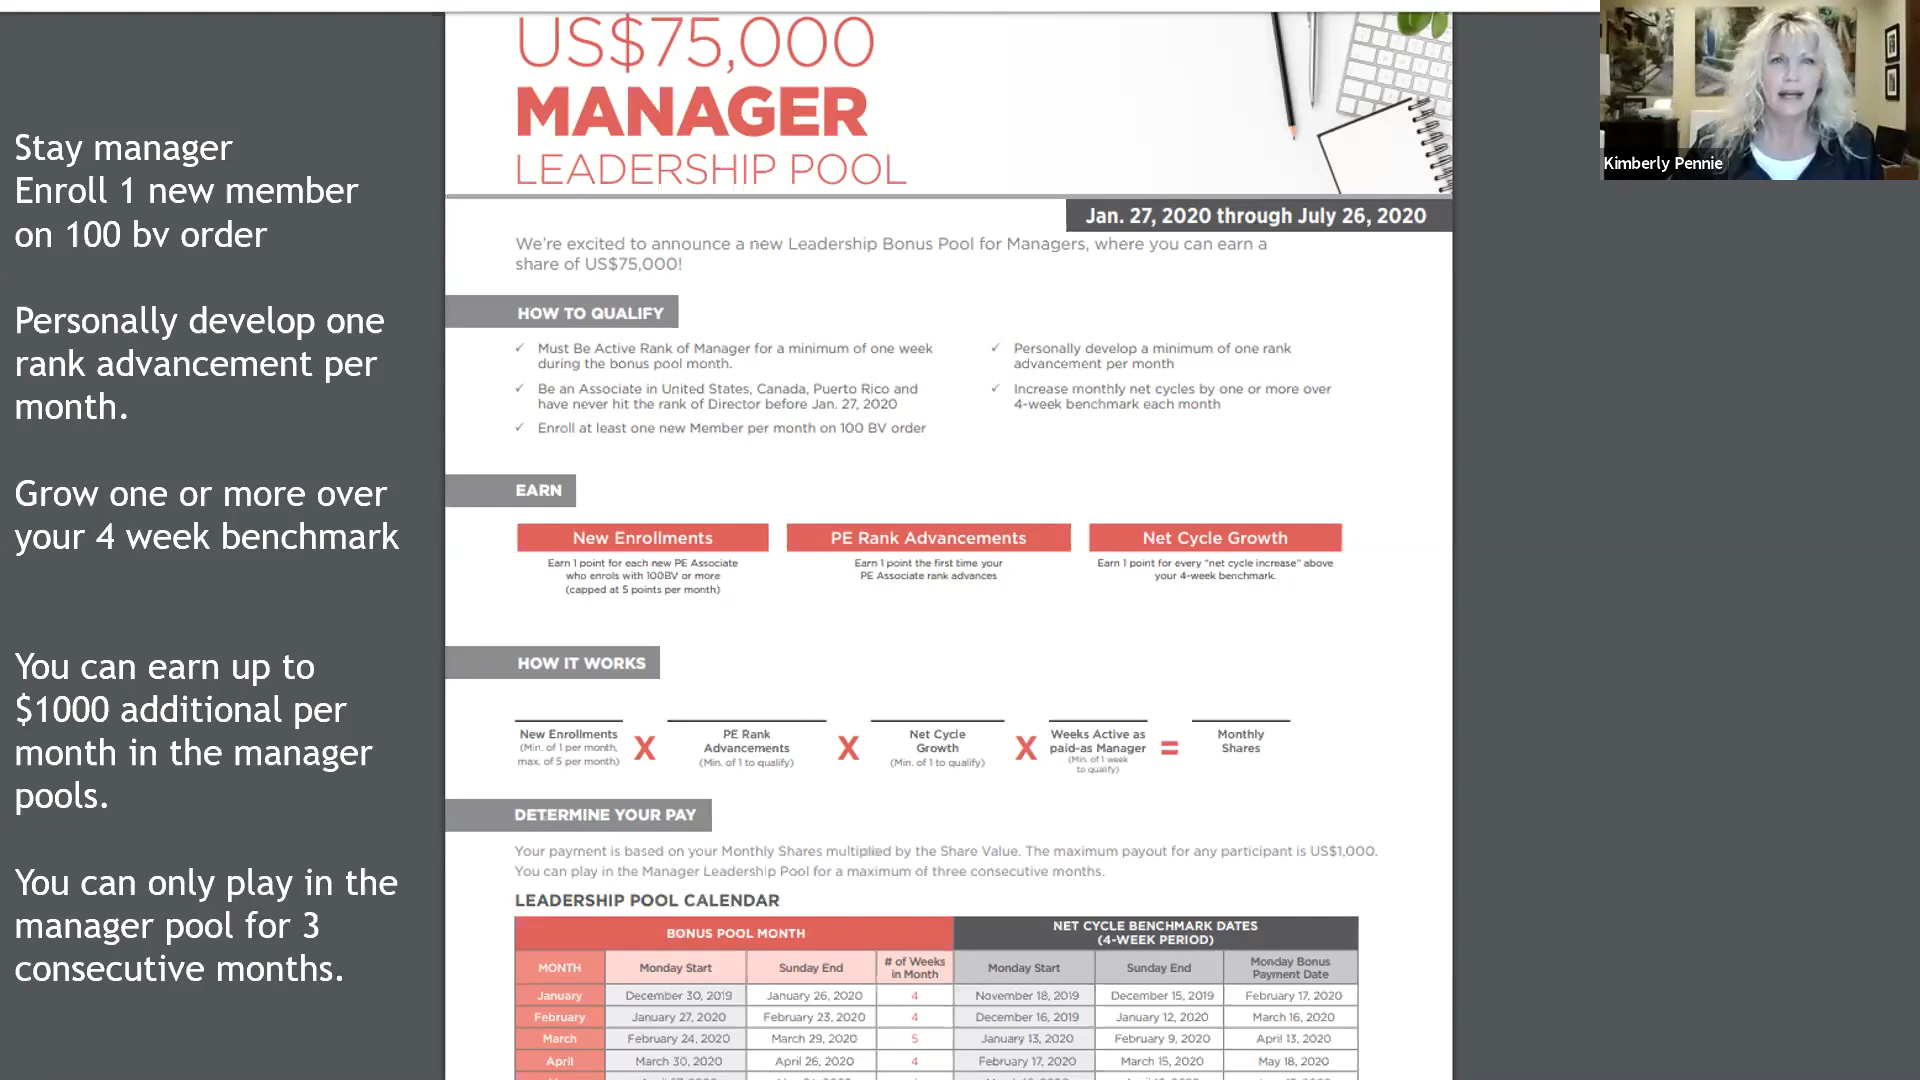 Stay manager
Enroll 1 new member
on 100 bv order
Personally develop one
rank advancement per
month.
Grow one or more over
your 4 week benchmark
You can earn up to
$1000 additional per
month in the manager
pools.
You can only play in the
manager pool for 3
consecutive months.
US$75,000
MANAGER
LEADERSHIP POOL
Jan. 27, 2020 through July 26, 2020
We're excited to announce a new Leadership Bonus Pool for Managers, where you can earn a
share of US$75,000!
HOW TO QUALIFY
✓ Must Be Active Rank of Manager for a minimum of one week
during the bonus pool month.
✓ Be an Associate in United States, Canada, Puerto Rico and
have never hit the rank of Director before Jan. 27, 2020
✓ Enroll at least one new Member per month on 100 BV order
✓ Personally develop a minimum of one rank
advancement per month
✓ Increase monthly net cycles by one or more over
4-week benchmark each month
EARN
New Enrollments
Earn 1 point for each new PE Associate
who enrols with 100BV or more
(capped at 5 points per month)
PE Rank Advancements
Earn 1 point the first time your
PE Associate rank advances
Net Cycle Growth
Earn 1 point for every "net cycle increase" above
your 4-week benchmark.
HOW IT WORKS
New Enrollments
(Min. of 1 per month,
max. of 5 per month)
X
PE Rank
Advancements
(Min. of 1 to qualify)
X
Net Cycle
Growth
(Min. of 1 to qualify)
X
Weeks Active as
paid-as Manager
(Min. of 1 week
to qualify)
=
Monthly
Shares
DETERMINE YOUR PAY
Your payment is based on your Monthly Shares multiplied by the Share Value. The maximum payout for any participant is US$1,000.
You can play in the Manager Leadership Pool for a maximum of three consecutive months.
LEADERSHIP POOL CALENDAR
BONUS POOL MONTH
NET CYCLE BENCHMARK DATES
(4-WEEK PERIOD)
MONTH Monday Start Sunday End # of Weeks in Month Monday Start Sunday End Monday Bonus Payment Date
January December 30, 2019 January 26, 2020 4 November 18, 2019 December 15, 2019 February 17, 2020
February January 27, 2020 February 23, 2020 4 December 16, 2019 January 12, 2020 March 16, 2020
March February 24, 2020 March 29, 2020 5 January 13, 2020 February 9, 2020 April 13, 2020
April March 30, 2020 April 26, 2020 4 February 17, 2020 March 15, 2020 May 18, 2020
Kimberly Pennie